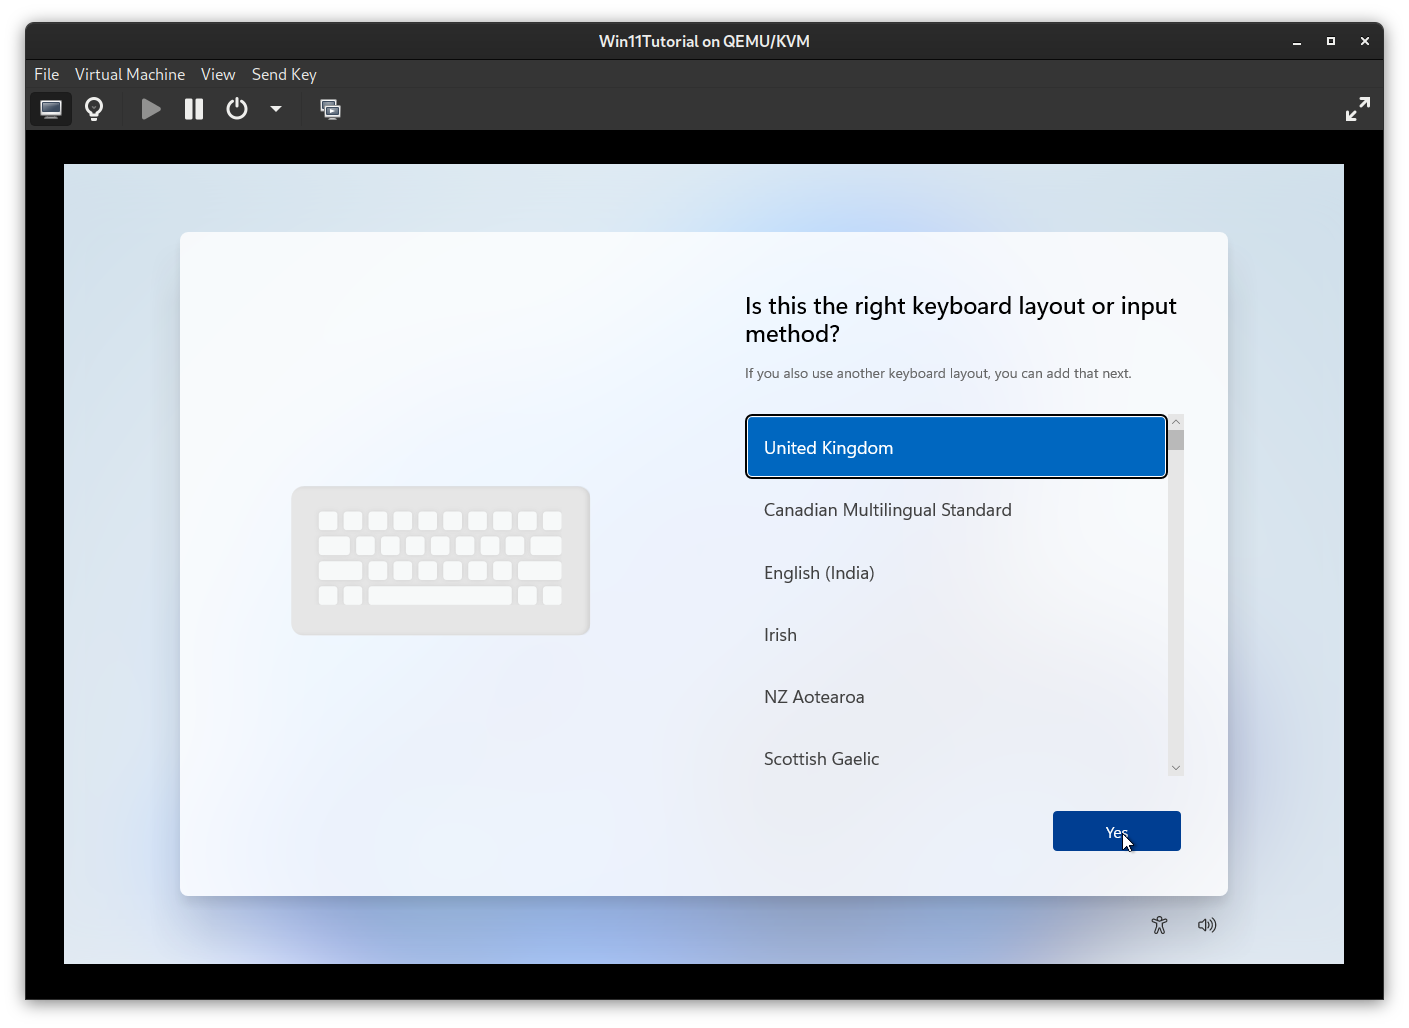 Win11Tutorial on QEMU/KVM
File Virtual Machine View Send Key
Is this the right keyboard layout or input
method?
If you also use another keyboard layout, you can add that next.
United Kingdom
Canadian Multilingual Standard
English (India)
Irish
NZ Aotearoa
Scottish Gaelic
Yes